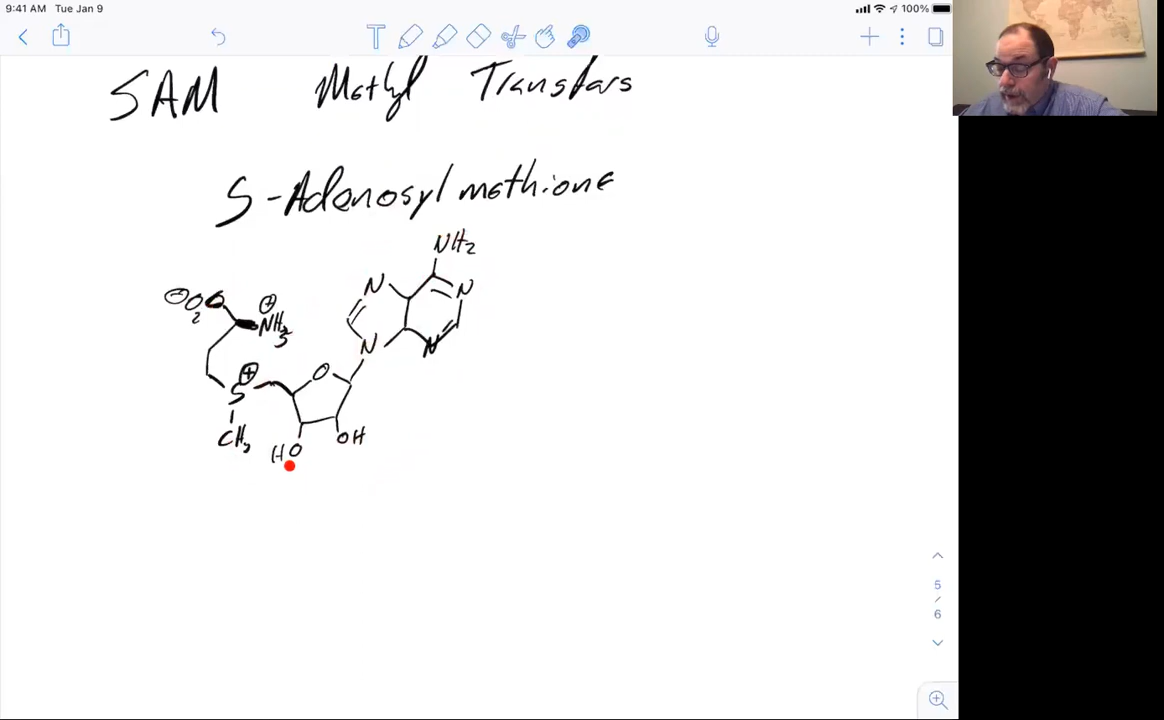 9:41 AM Tue Jan 9 100%
SAM Methyl Transfers
S-Adenosylmethione
NH2
N
N
⊖O2C ⊕
NH3
N
N
⊕
S
O
CH3
HO
OH
5
/
6